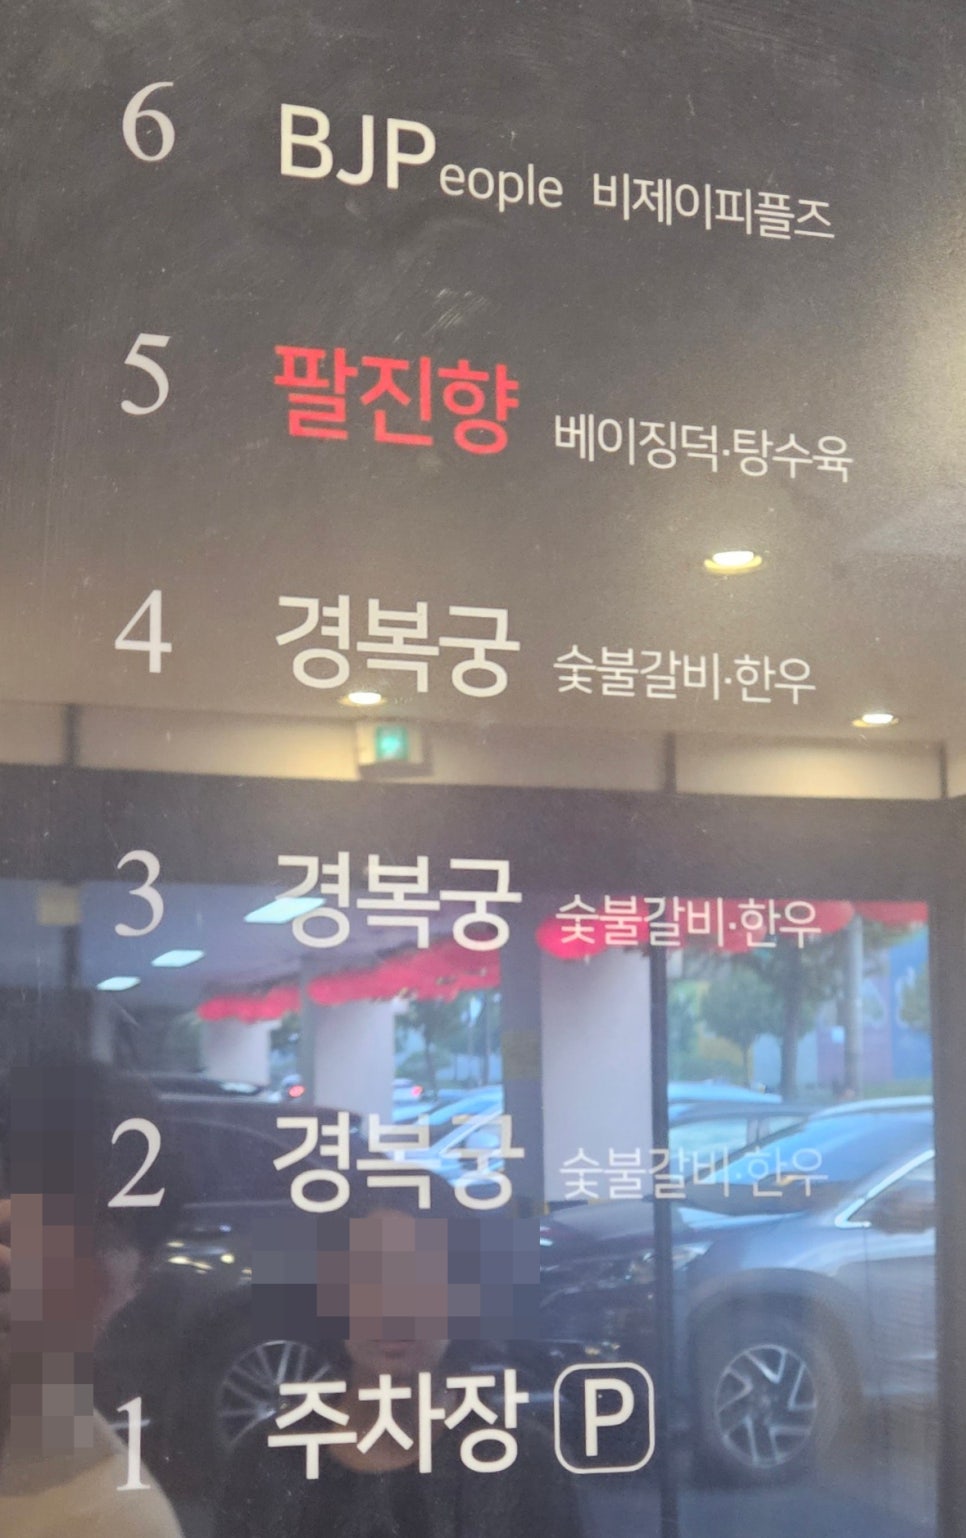 6 BJPeople 비제이피플즈
5 팔진향 베이징덕·탕수육
4 경복궁 숯불갈비·한우
3 경복궁 숯불갈비·한우
2 경복궁 숯불갈비·한우
1 주차장 P